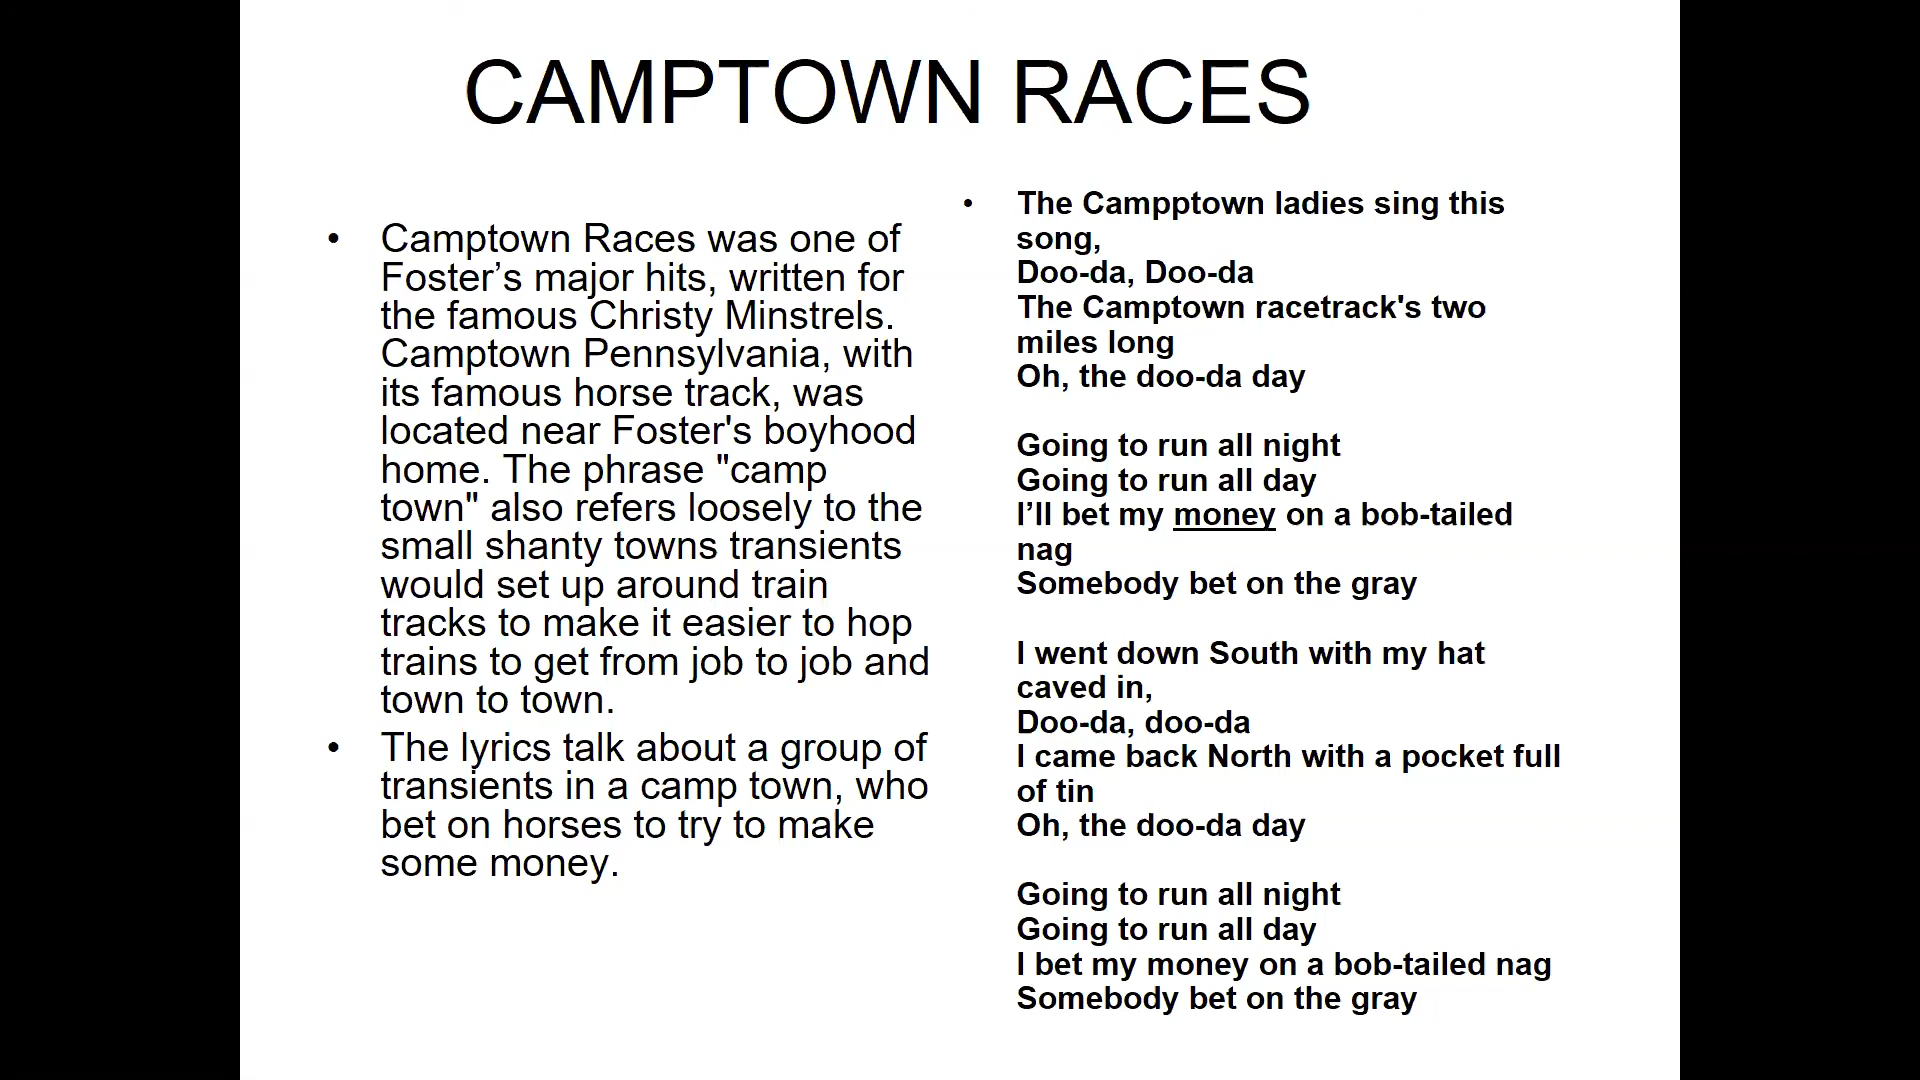 CAMPTOWN RACES
• Camptown Races was one of
Foster’s major hits, written for
the famous Christy Minstrels.
Camptown Pennsylvania, with
its famous horse track, was
located near Foster's boyhood
home. The phrase "camp
town" also refers loosely to the
small shanty towns transients
would set up around train
tracks to make it easier to hop
trains to get from job to job and
town to town.
• The lyrics talk about a group of
transients in a camp town, who
bet on horses to try to make
some money.
• The Campptown ladies sing this
song,
Doo-da, Doo-da
The Camptown racetrack's two
miles long
Oh, the doo-da day
Going to run all night
Going to run all day
I’ll bet my money on a bob-tailed
nag
Somebody bet on the gray
I went down South with my hat
caved in,
Doo-da, doo-da
I came back North with a pocket full
of tin
Oh, the doo-da day
Going to run all night
Going to run all day
I bet my money on a bob-tailed nag
Somebody bet on the gray